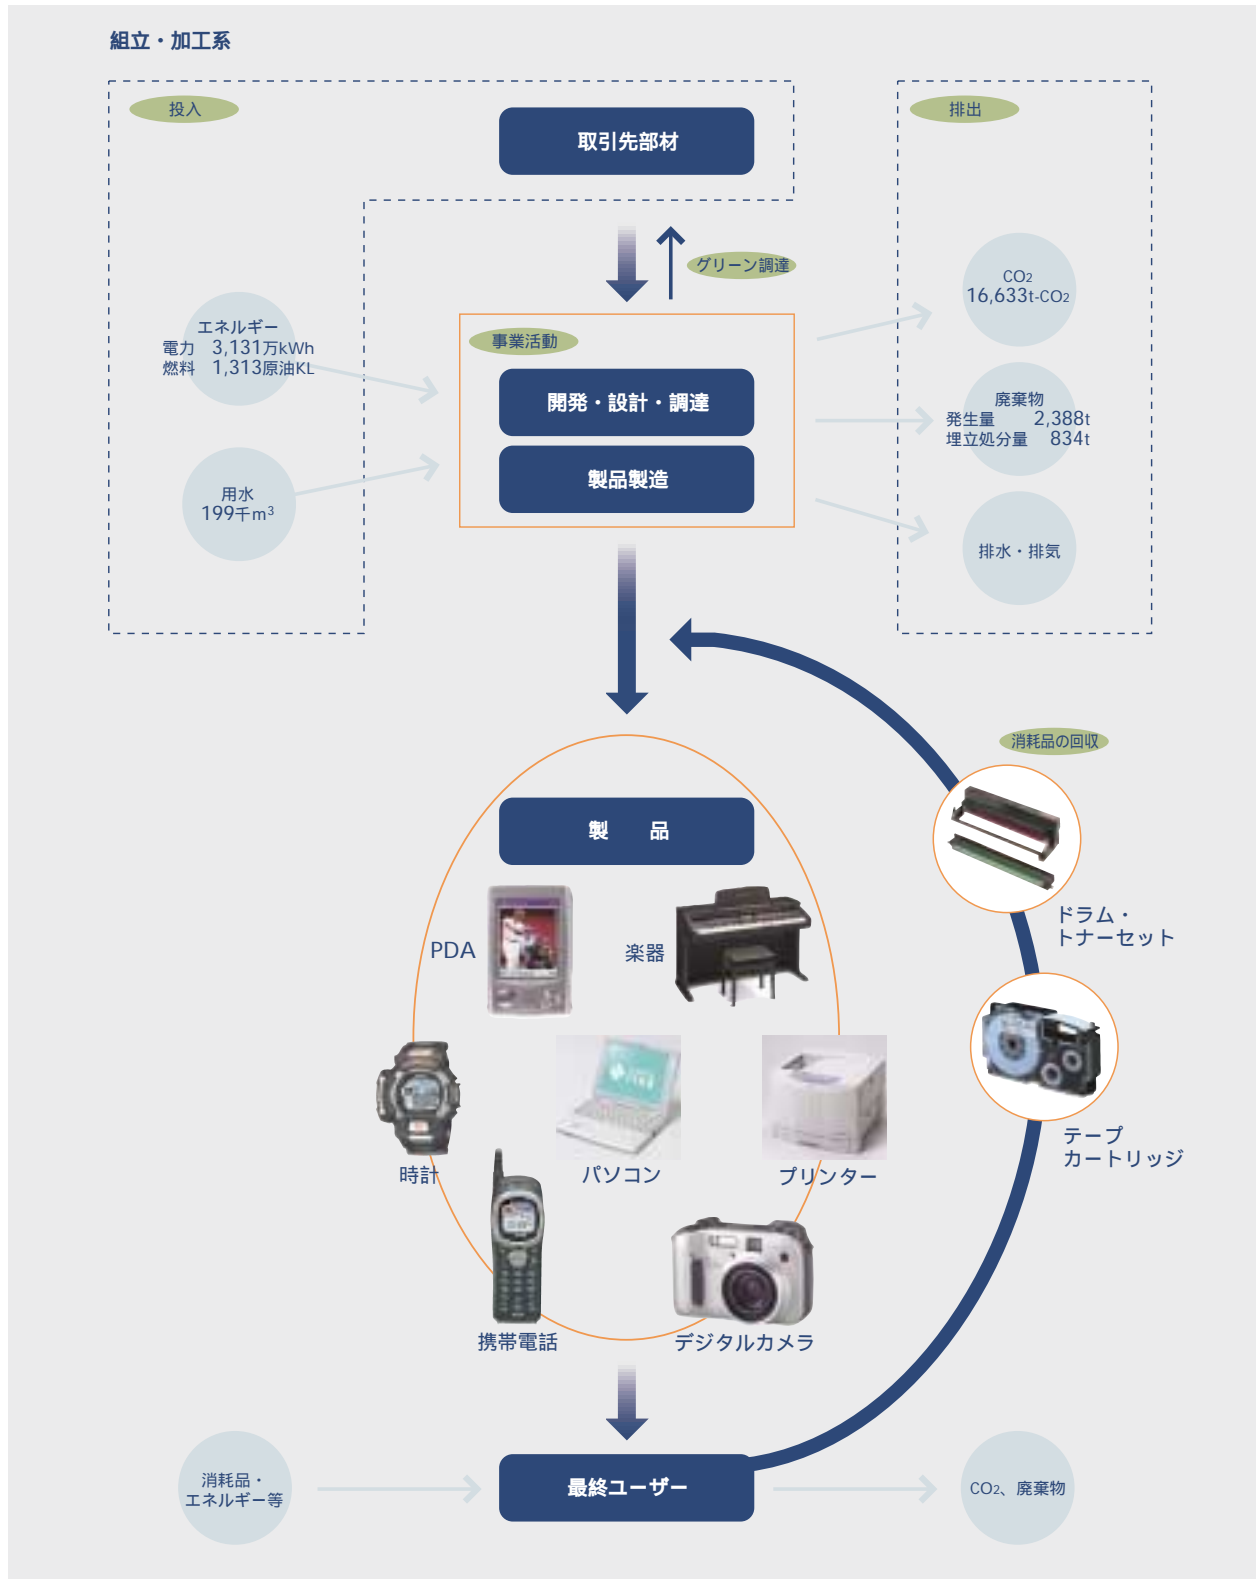 組立・加工系
投入
取引先部材
排出
グリーン調達
エネルギー
電力 3,131万kWh
燃料 1,313原油KL
用水
199千m³
事業活動
開発・設計・調達
製品製造
CO₂
16,633t-CO₂
廃棄物
発生量 2,388t
埋立処分量 834t
排水・排気
消耗品の回収
製 品
PDA
楽器
ドラム・
トナーセット
時計
パソコン
プリンター
テープ
カートリッジ
携帯電話
デジタルカメラ
消耗品・
エネルギー等
最終ユーザー
CO₂、廃棄物